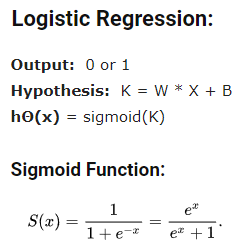 Logistic Regression:
Output: 0 or 1
Hypothesis: K = W * X + B
hΘ(x) = sigmoid(K)
Sigmoid Function:
S(x) = 1 / (1 + e^{-x}) = e^x / (e^x + 1).